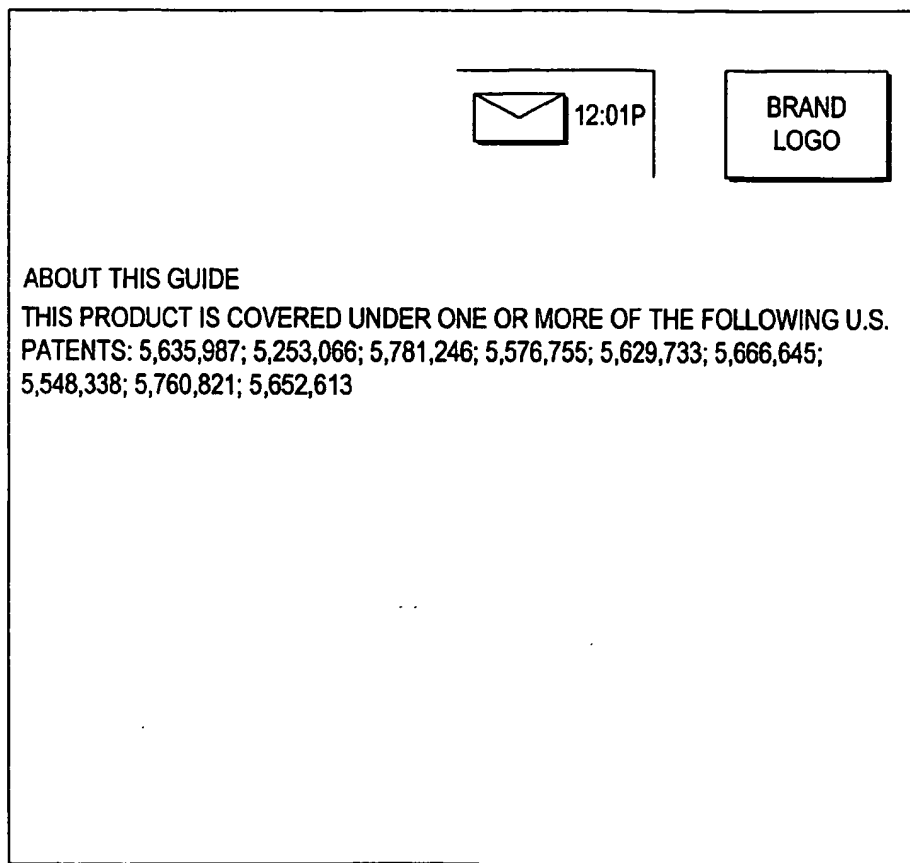 12:01P
BRAND
LOGO
ABOUT THIS GUIDE
THIS PRODUCT IS COVERED UNDER ONE OR MORE OF THE FOLLOWING U.S.
PATENTS: 5,635,987; 5,253,066; 5,781,246; 5,576,755; 5,629,733; 5,666,645;
5,548,338; 5,760,821; 5,652,613